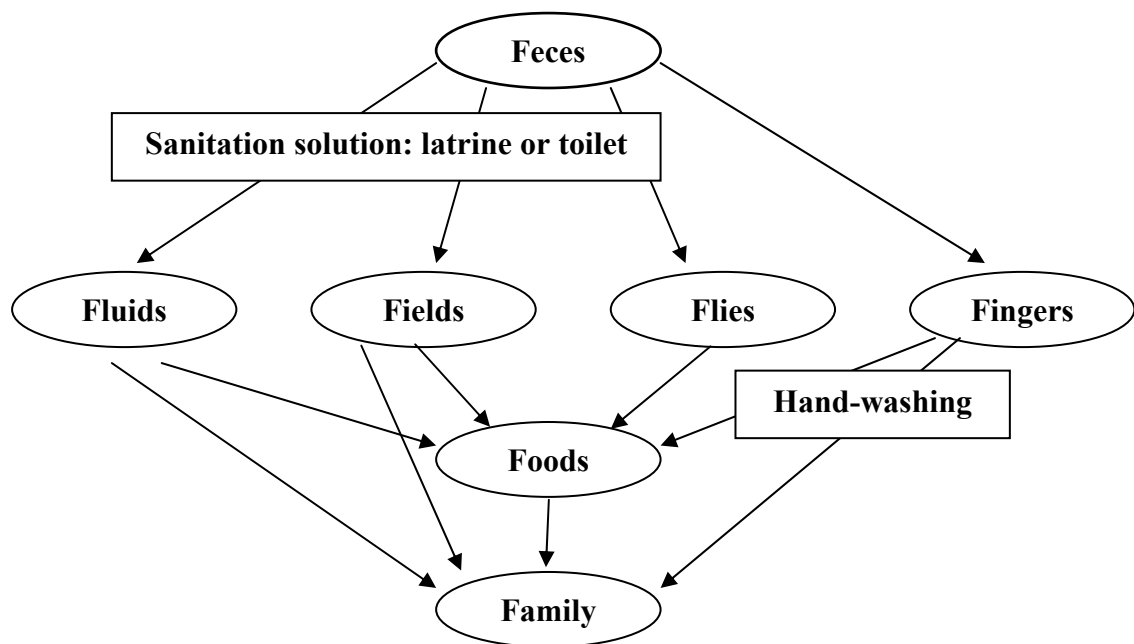 Feces
Sanitation solution: latrine or toilet
Fluids
Fields
Flies
Fingers
Hand-washing
Foods
Family